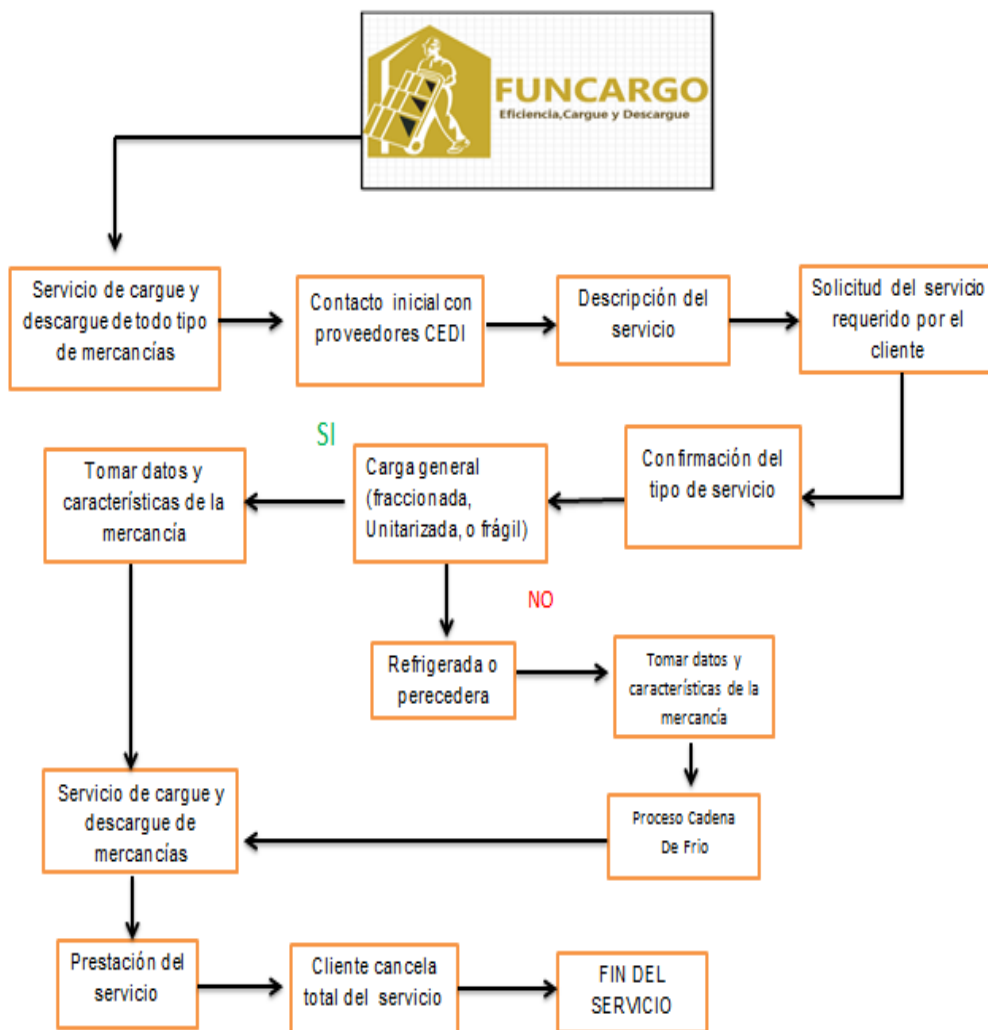 FUNCARGO
Eficiencia,Cargue y Descargue
Servicio de cargue y
descargue de todo tipo
de mercancías
Contacto inicial con
proveedores CEDI
Descripción del
servicio
Solicitud del servicio
requerido por el
cliente
SI
Tomar datos y
características de la
mercancía
Carga general
(fraccionada,
Unitarizada, o frágil)
Confirmación del
tipo de servicio
NO
Refrigerada o
perecedera
Tomar datos y
características de la
mercancía
Servicio de cargue y
descargue de
mercancías
Proceso Cadena
De Frio
Prestación del
servicio
Cliente cancela
total del servicio
FIN DEL
SERVICIO